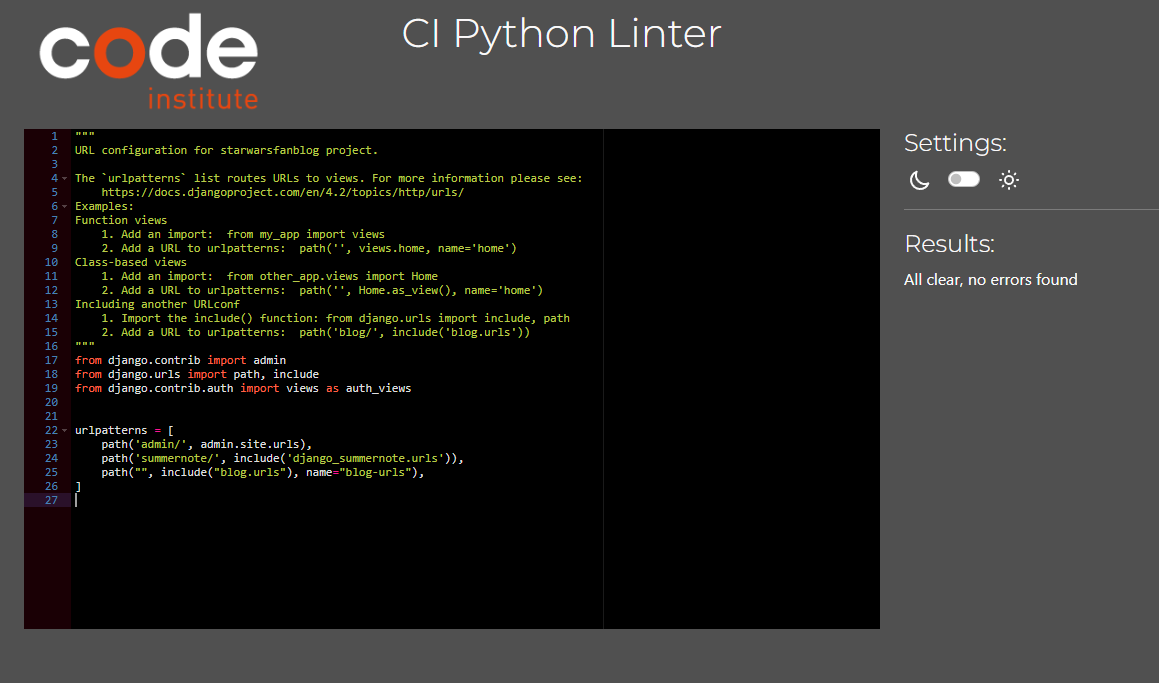 code
institute
CI Python Linter
1 """
2 URL configuration for starwarsfanblog project.
3
4 The `urlpatterns` list routes URLs to views. For more information please see:
5     https://docs.djangoproject.com/en/4.2/topics/http/urls/
6 Examples:
7 Function views
8     1. Add an import:  from my_app import views
9     2. Add a URL to urlpatterns:  path('', views.home, name='home')
10 Class-based views
11     1. Add an import:  from other_app.views import Home
12     2. Add a URL to urlpatterns:  path('', Home.as_view(), name='home')
13 Including another URLconf
14     1. Import the include() function: from django.urls import include, path
15     2. Add a URL to urlpatterns:  path('blog/', include('blog.urls'))
16 """
17 from django.contrib import admin
18 from django.urls import path, include
19 from django.contrib.auth import views as auth_views
20
21
22 urlpatterns = [
23     path('admin/', admin.site.urls),
24     path('summernote/', include('django_summernote.urls')),
25     path("", include("blog.urls"), name="blog-urls"),
26 ]
27
Settings:
Results:
All clear, no errors found